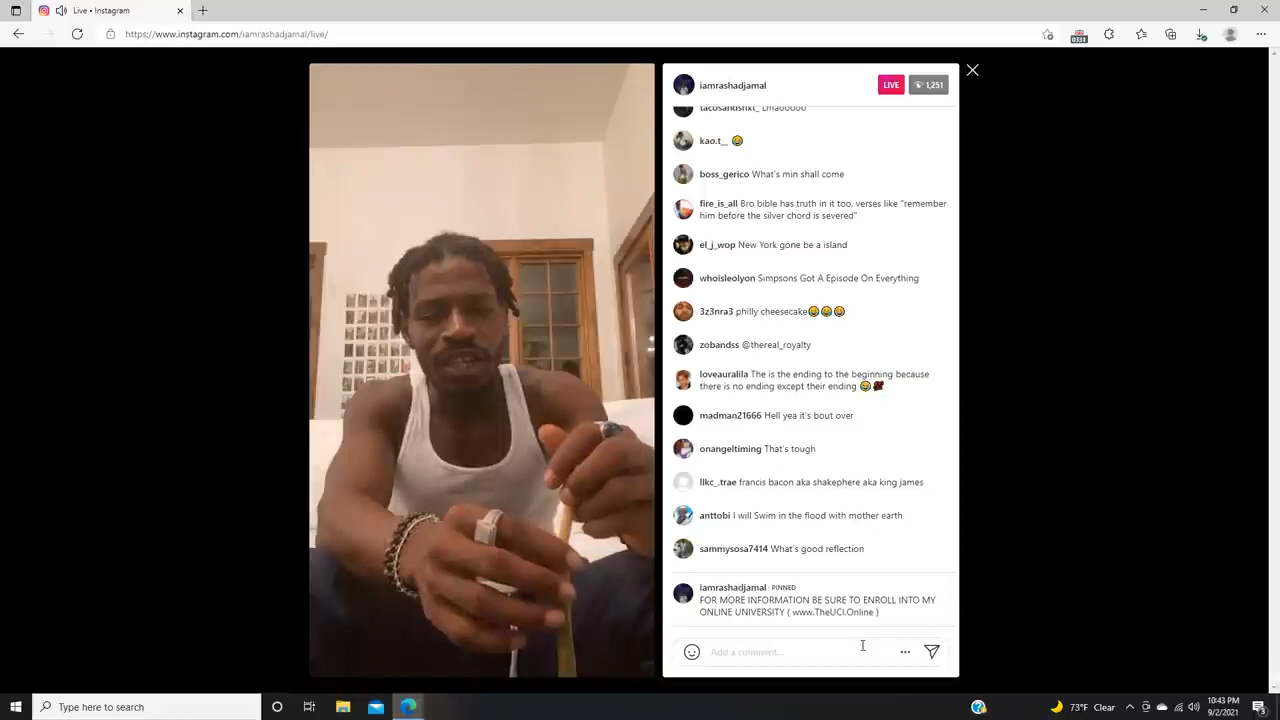 Live • Instagram
https://www.instagram.com/iamrashadjamal/live/
iamrashadjamal
LIVE
1,251
tacosandshxt_ Lmaooooo
kao.t__
boss_gerico What's min shall come
fire_is_all Bro bible has truth in it too. verses like "remember
him before the silver chord is severed"
el_j_wop New York gone be a island
whoisleolyon Simpsons Got A Episode On Everything
3z3nra3 philly cheesecake😂😂😂
zobandss @thereal_royalty
loveauralila The is the ending to the beginning because
there is no ending except their ending
madman21666 Hell yea it's bout over
onangeltiming That's tough
llkc_.trae francis bacon aka shakephere aka king james
anttobi I will Swim in the flood with mother earth
sammysosa7414 What's good reflection
iamrashadjamal · PINNED
FOR MORE INFORMATION BE SURE TO ENROLL INTO MY
ONLINE UNIVERSITY ( www.TheUCI.Online )
Add a comment...
Type here to search
73°F Clear
10:43 PM
9/2/2021